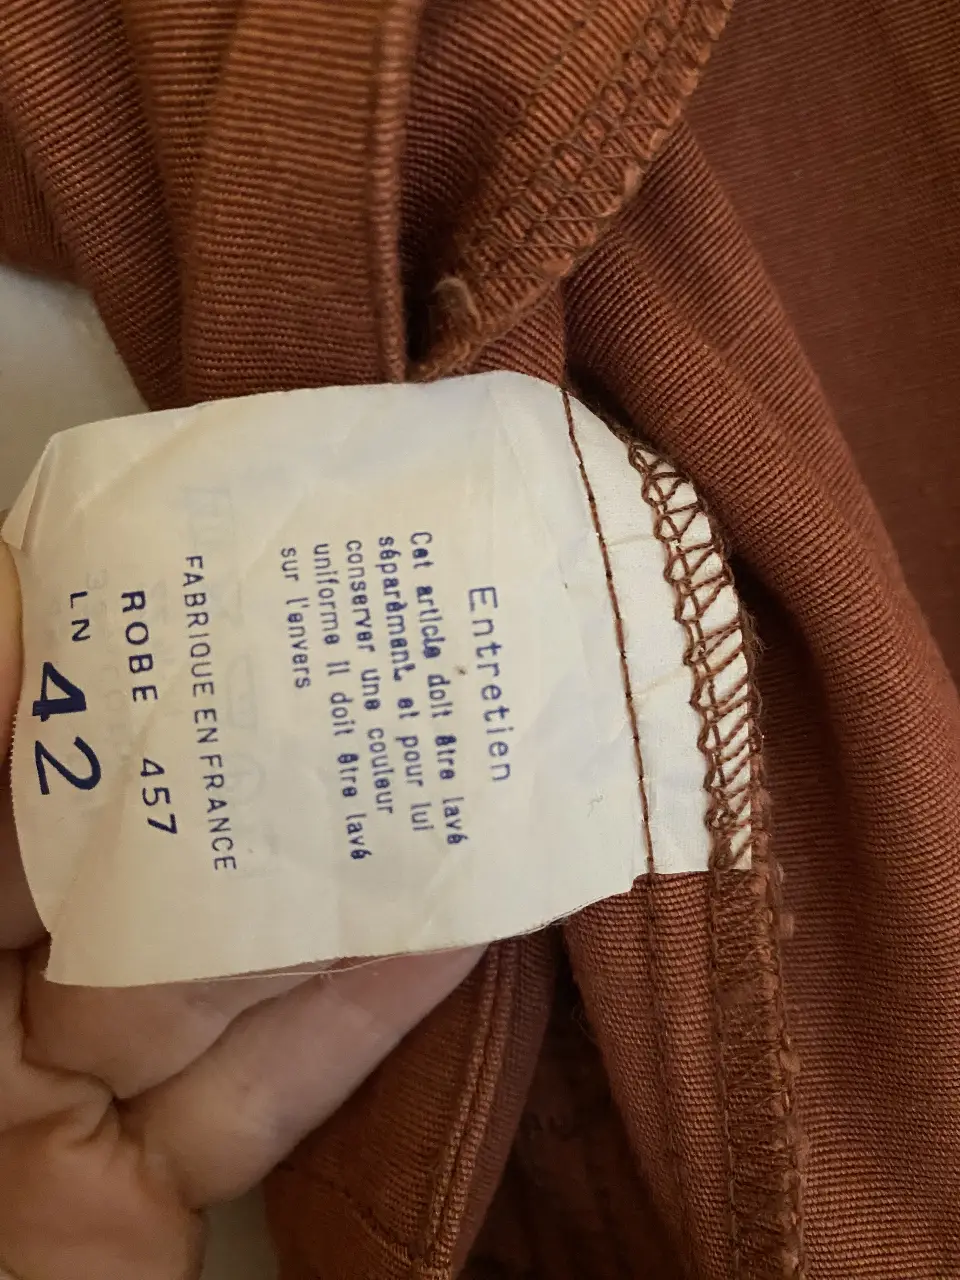 Entretien
Cet article doit être lavé
séparèment et pour lui
conserver une couleur
uniforme il doit être lavé
sur l'envers
FABRIQUE EN FRANCE
ROBE 457
LN 42